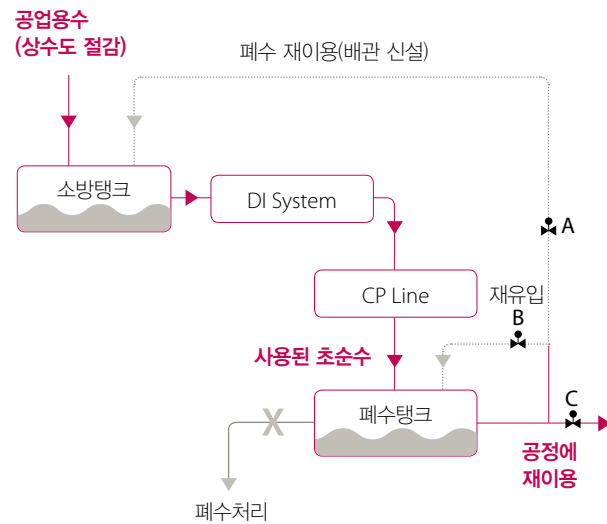 공업용수
(상수도 절감)
폐수 재이용(배관 신설)
소방탱크
DI System
A
CP Line
재유입
B
사용된 초순수
폐수탱크
C
공정에
재이용
폐수처리